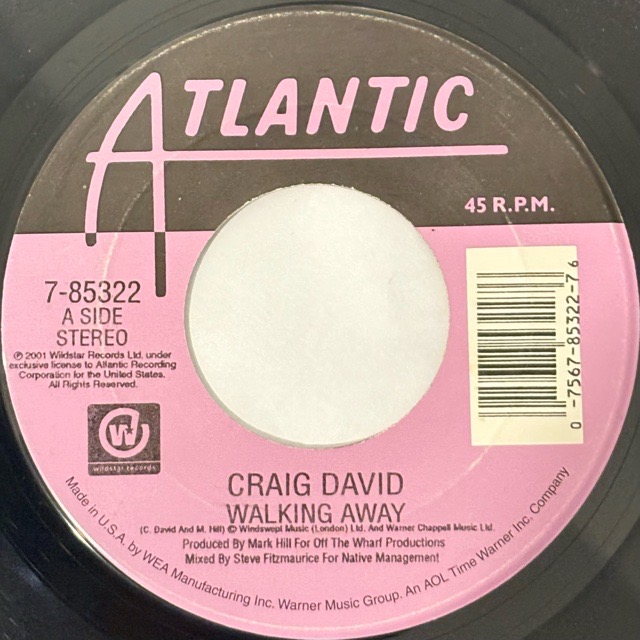 ATLANTIC
45 R.P.M.
7-85322
A SIDE
STEREO
℗ 2001 Wildstar Records Ltd. under
exclusive license to Atlantic Recording
Corporation for the United States.
All Rights Reserved.
W
wildstar records
0 -7567-85322-7 6
CRAIG DAVID
WALKING AWAY
(C. David And M. Hill) © Windswept Music (London) Ltd. And Warner Chappell Music Ltd.
Produced By Mark Hill For Off The Wharf Productions
Mixed By Steve Fitzmaurice For Native Management
Made in U.S.A. by WEA Manufacturing Inc. Warner Music Group. An AOL Time Warner Inc. Company